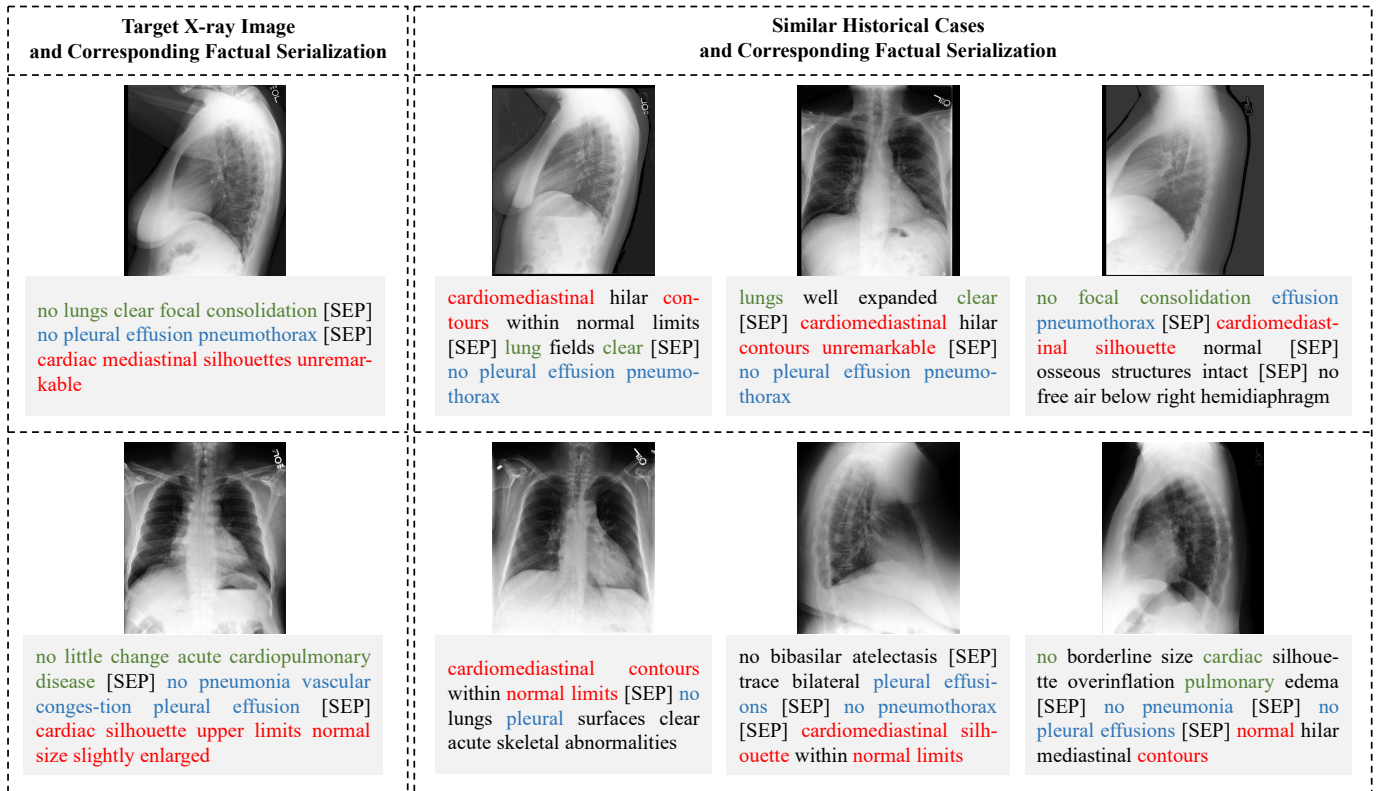 Target X-ray Image
and Corresponding Factual Serialization
Similar Historical Cases
and Corresponding Factual Serialization
no lungs clear focal consolidation [SEP]
no pleural effusion pneumothorax [SEP]
cardiac mediastinal silhouettes unremar-
kable
cardiomediastinal hilar con-
tours within normal limits
[SEP] lung fields clear [SEP]
no pleural effusion pneumo-
thorax
lungs well expanded clear
[SEP] cardiomediastinal hilar
contours unremarkable [SEP]
no pleural effusion pneumo-
thorax
no focal consolidation effusion
pneumothorax [SEP] cardiomediast-
inal silhouette normal [SEP]
osseous structures intact [SEP] no
free air below right hemidiaphragm
no little change acute cardiopulmonary
disease [SEP] no pneumonia vascular
conges-tion pleural effusion [SEP]
cardiac silhouette upper limits normal
size slightly enlarged
cardiomediastinal contours
within normal limits [SEP] no
lungs pleural surfaces clear
acute skeletal abnormalities
no bibasilar atelectasis [SEP]
trace bilateral pleural effusi-
ons [SEP] no pneumothorax
[SEP] cardiomediastinal silh-
ouette within normal limits
no borderline size cardiac silhoue-
tte overinflation pulmonary edema
[SEP] no pneumonia [SEP] no
pleural effusions [SEP] normal hilar
mediastinal contours